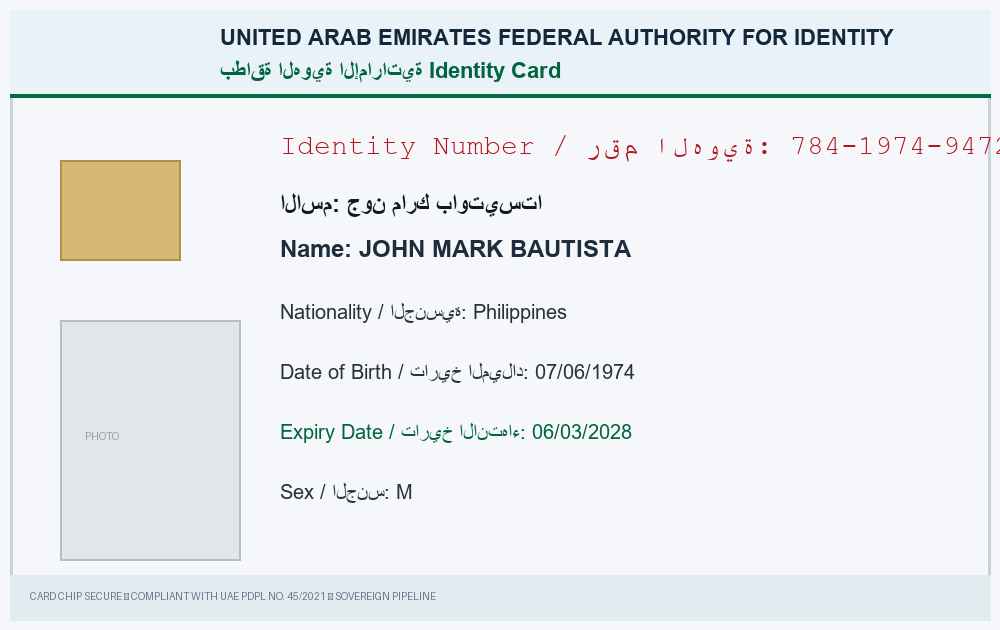 UNITED ARAB EMIRATES FEDERAL AUTHORITY FOR IDENTITY
بطاقة الهوية الإماراتية Identity Card
Identity Number / رقم الهوية: 784-1974-9472
الاسم: جون مارك باوتيستا
Name: JOHN MARK BAUTISTA
Nationality / الجنسية: Philippines
Date of Birth / تاريخ الميلاد: 07/06/1974
Expiry Date / تاريخ الانتهاء: 06/03/2028
Sex / الجنس: M
PHOTO
CARD CHIP SECURE COMPLIANT WITH UAE PDPL NO. 45/2021 SOVEREIGN PIPELINE